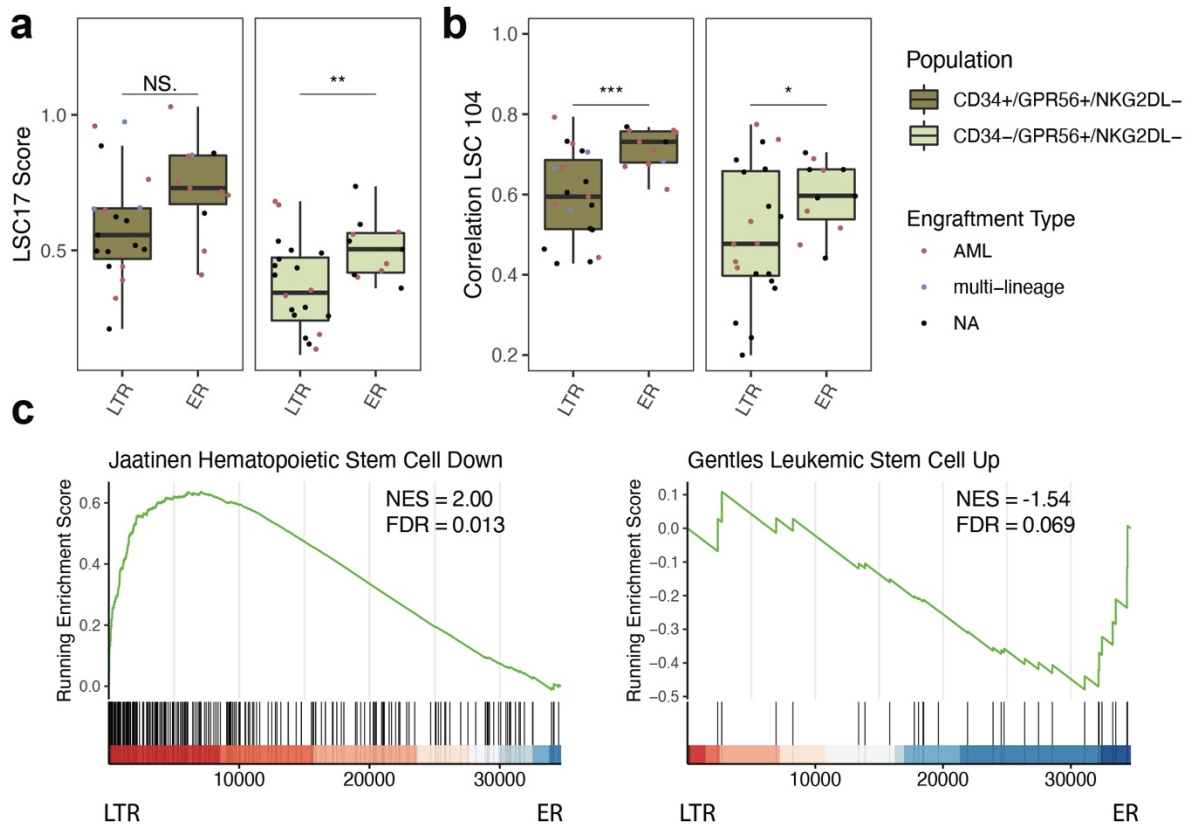 a
NS.
**
LSC17 Score
1.0
0.5
LTR
ER
LTR
ER
b
***
*
Correlation LSC 104
1.0
0.8
0.6
0.4
0.2
LTR
ER
LTR
ER
Population
CD34+/GPR56+/NKG2DL−
CD34−/GPR56+/NKG2DL−
Engraftment Type
AML
multi−lineage
NA
c
Jaatinen Hematopoietic Stem Cell Down
NES = 2.00
FDR = 0.013
Running Enrichment Score
0.6
0.4
0.2
0.0
10000
20000
30000
LTR
ER
Gentles Leukemic Stem Cell Up
NES = -1.54
FDR = 0.069
Running Enrichment Score
0.1
0.0
−0.1
−0.2
−0.3
−0.4
−0.5
10000
20000
30000
LTR
ER